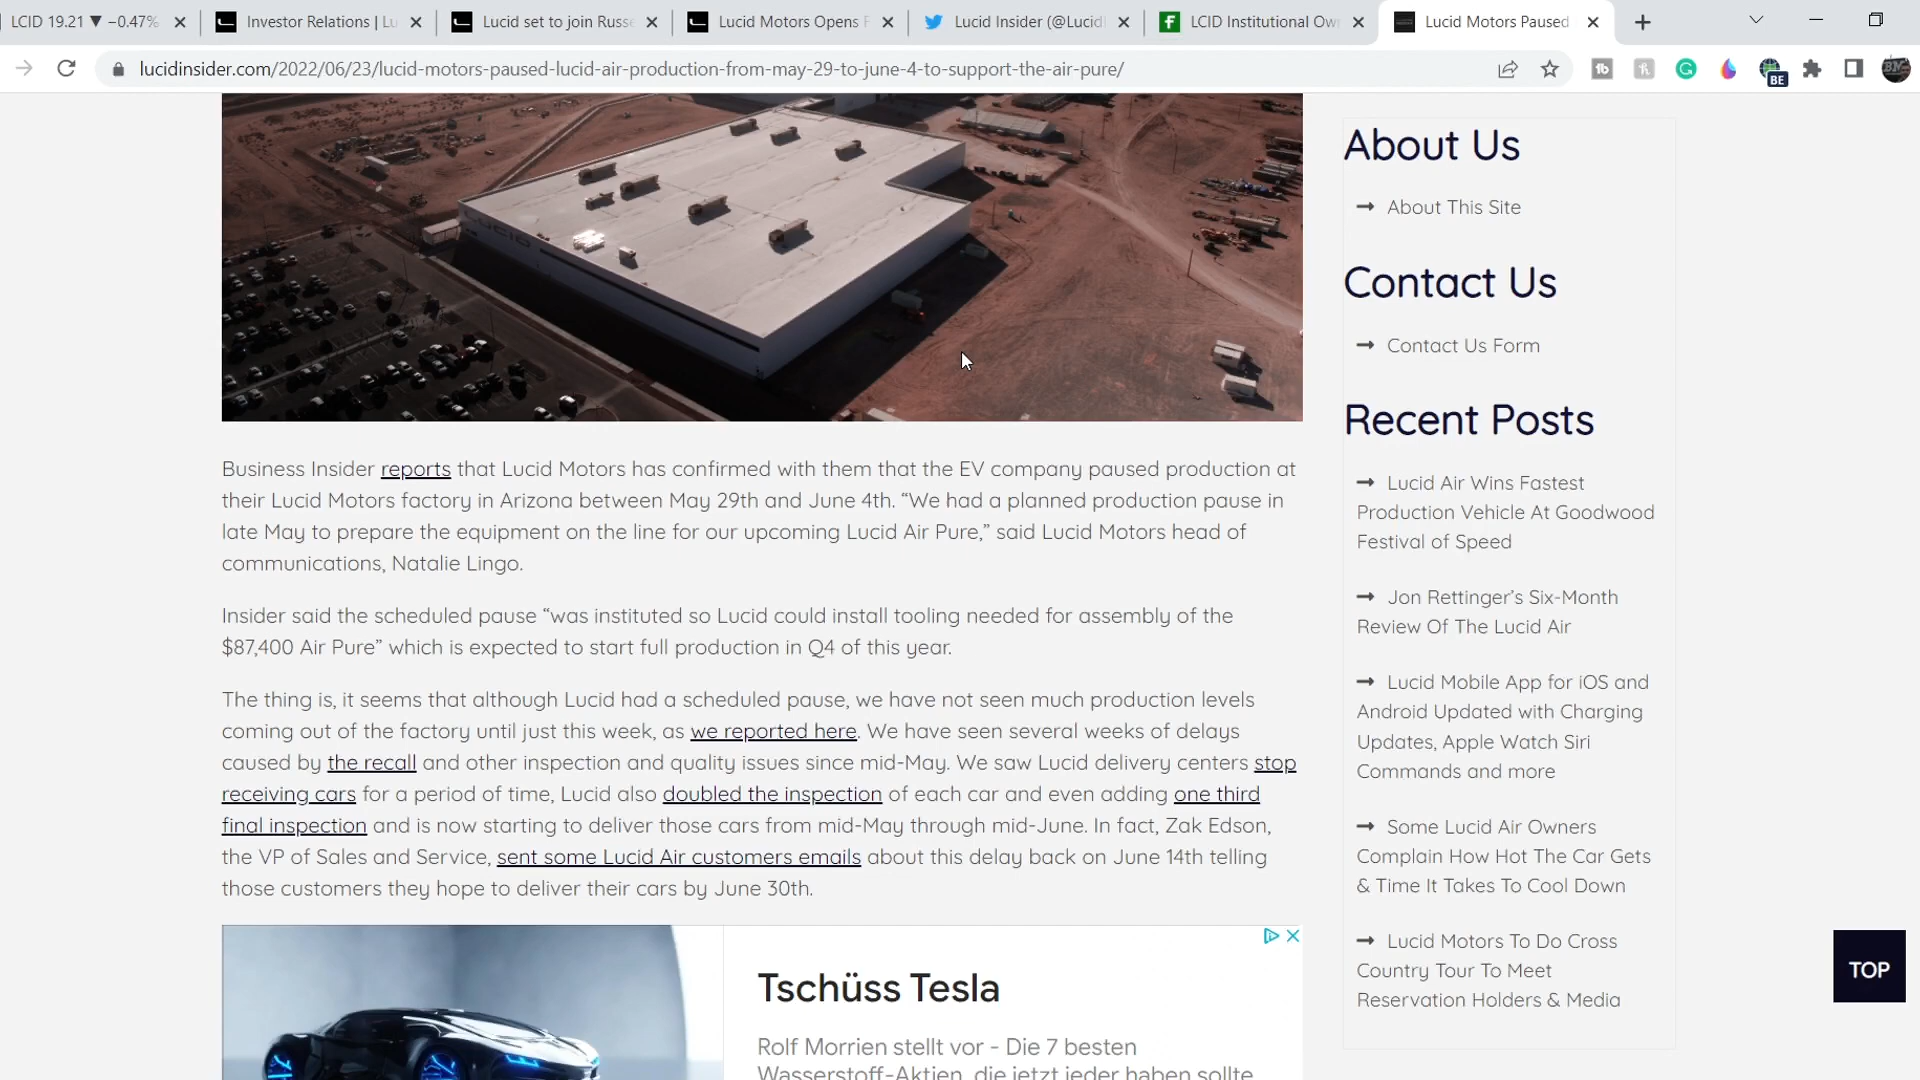 LCID 19.21 ▼ −0.47%
Investor Relations | Lu
Lucid set to join Russe
Lucid Motors Opens F
Lucid Insider (@Lucid
LCID Institutional Ow
Lucid Motors Paused
lucidinsider.com/2022/06/23/lucid-motors-paused-lucid-air-production-from-may-29-to-june-4-to-support-the-air-pure/
BE
LUCID
Business Insider reports that Lucid Motors has confirmed with them that the EV company paused production at
their Lucid Motors factory in Arizona between May 29th and June 4th. “We had a planned production pause in
late May to prepare the equipment on the line for our upcoming Lucid Air Pure,” said Lucid Motors head of
communications, Natalie Lingo.
Insider said the scheduled pause “was instituted so Lucid could install tooling needed for assembly of the
$87,400 Air Pure” which is expected to start full production in Q4 of this year.
The thing is, it seems that although Lucid had a scheduled pause, we have not seen much production levels
coming out of the factory until just this week, as we reported here. We have seen several weeks of delays
caused by the recall and other inspection and quality issues since mid-May. We saw Lucid delivery centers stop
receiving cars for a period of time, Lucid also doubled the inspection of each car and even adding one third
final inspection and is now starting to deliver those cars from mid-May through mid-June. In fact, Zak Edson,
the VP of Sales and Service, sent some Lucid Air customers emails about this delay back on June 14th telling
those customers they hope to deliver their cars by June 30th.
Tschüss Tesla
Rolf Morrien stellt vor - Die 7 besten
Wasserstoff-Aktien, die jetzt jeder haben sollte
About Us
About This Site
Contact Us
Contact Us Form
Recent Posts
Lucid Air Wins Fastest
Production Vehicle At Goodwood
Festival of Speed
Jon Rettinger’s Six-Month
Review Of The Lucid Air
Lucid Mobile App for iOS and
Android Updated with Charging
Updates, Apple Watch Siri
Commands and more
Some Lucid Air Owners
Complain How Hot The Car Gets
& Time It Takes To Cool Down
Lucid Motors To Do Cross
Country Tour To Meet
Reservation Holders & Media
TOP